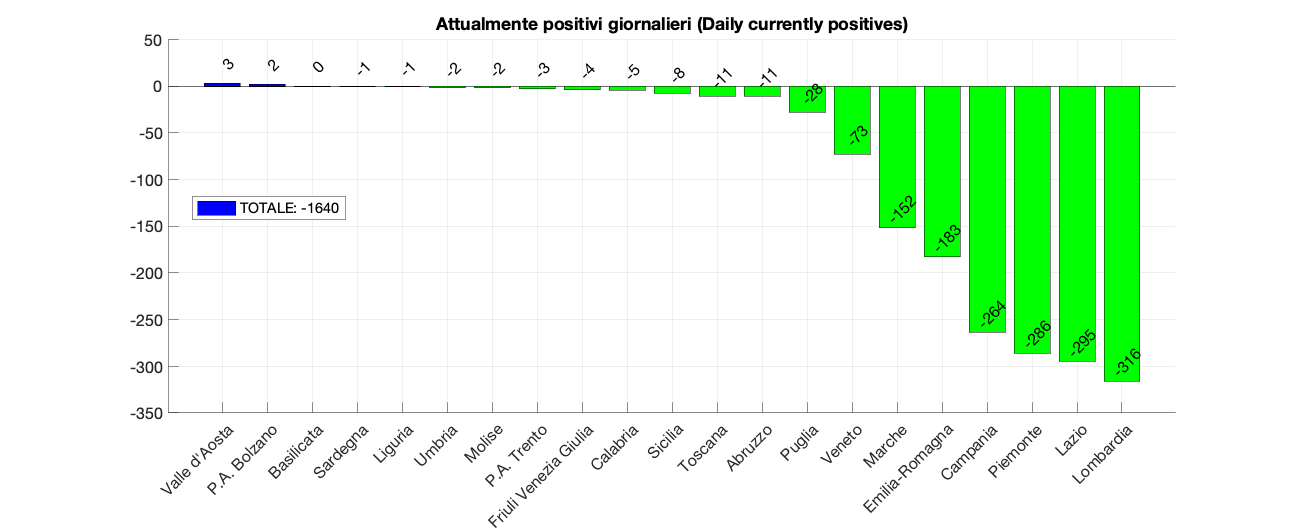 Attualmente positivi giornalieri (Daily currently positives)
50
0
-50
-100
-150
-200
-250
-300
-350
3
2
0
-1
-1
-2
-2
-3
-4
-5
-8
-11
-11
-28
-73
-152
-183
-264
-286
-295
-316
TOTALE: -1640
Valle d'Aosta
P.A. Bolzano
Basilicata
Sardegna
Liguria
Umbria
Molise
P.A. Trento
Friuli Venezia Giulia
Calabria
Sicilia
Toscana
Abruzzo
Puglia
Veneto
Marche
Emilia-Romagna
Campania
Piemonte
Lazio
Lombardia